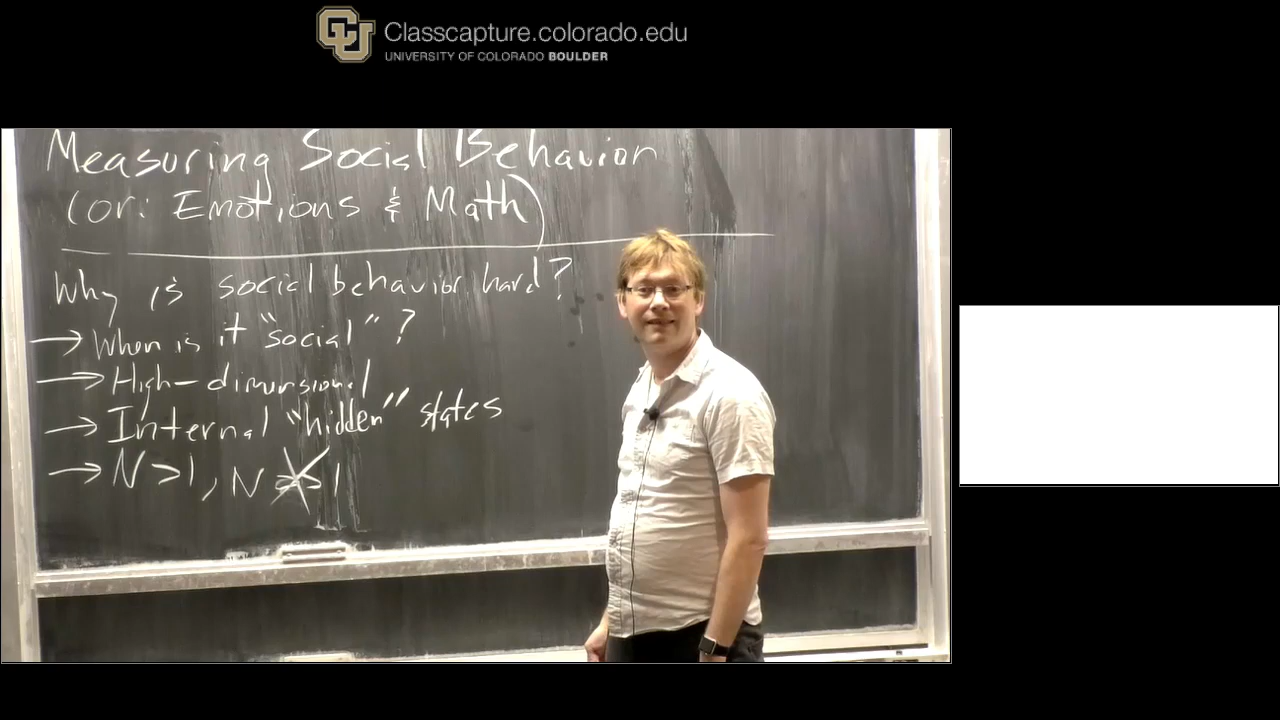 CU Classcapture.colorado.edu
UNIVERSITY OF COLORADO BOULDER
Measuring Social Behavior
(or: Emotions & Math)
Why is social behavior hard?
→ When is it "social"?
→ High-dimensional
→ Internal "hidden" states
→ N>1, N 1